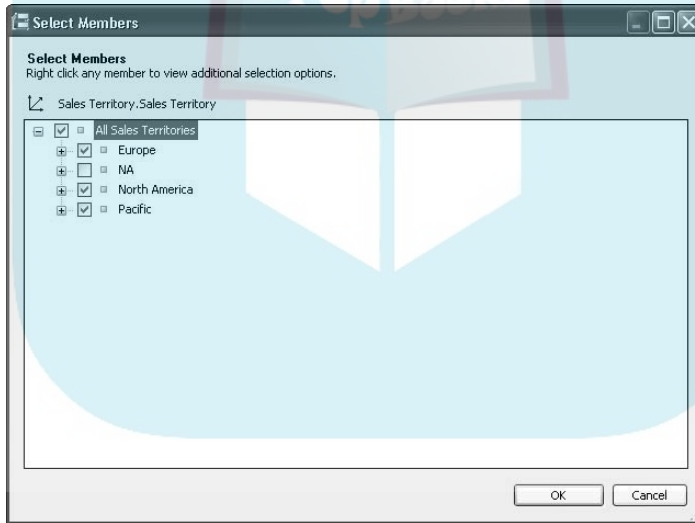 Select Members
Select Members
Right click any member to view additional selection options.
Sales Territory.Sales Territory
All Sales Territories
Europe
NA
North America
Pacific
OK Cancel